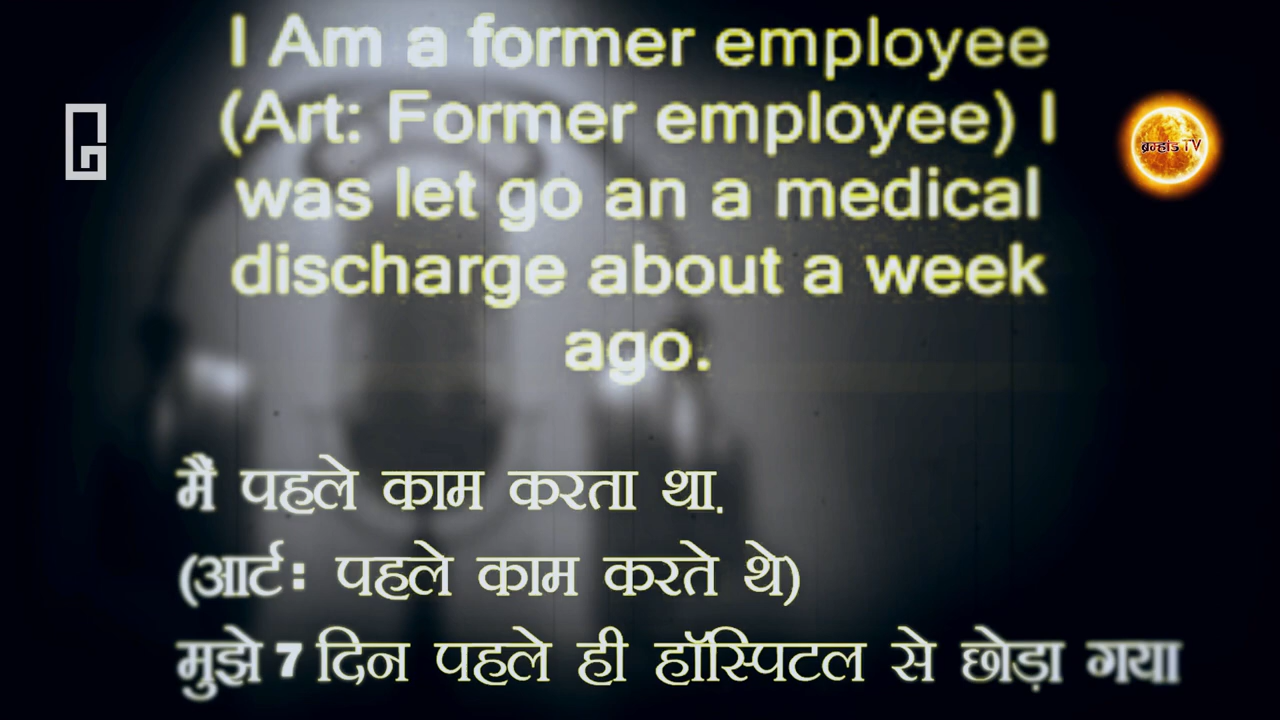 I Am a former employee
(Art: Former employee) I
was let go an a medical
discharge about a week
ago.
ब्रम्हांड TV
मैं पहले काम करता था.
(आर्ट: पहले काम करते थे)
मुझे 7 दिन पहले ही हॉस्पिटल से छोड़ा गया